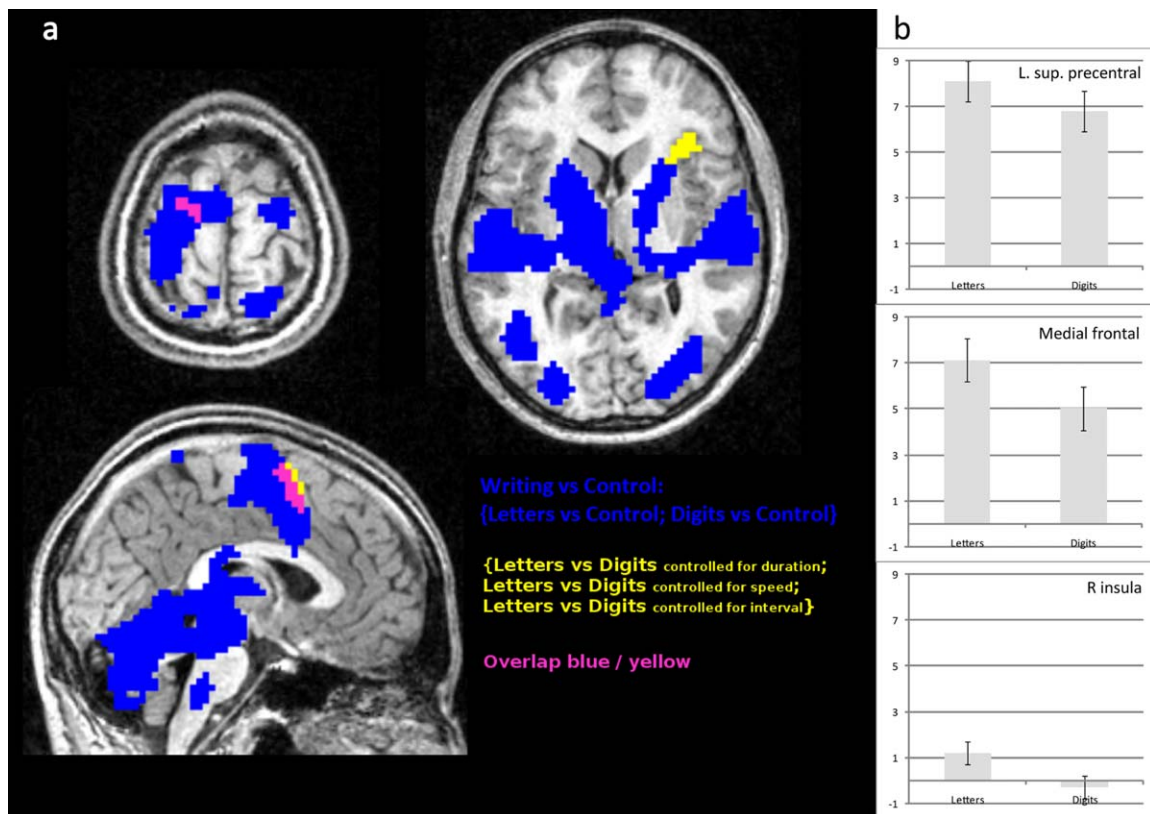 a
Writing vs Control:
{Letters vs Control; Digits vs Control}
{Letters vs Digits controlled for duration;
Letters vs Digits controlled for speed;
Letters vs Digits controlled for interval}
Overlap blue / yellow
b
L. sup. precentral
9
7
5
3
1
-1
Letters Digits
Medial frontal
9
7
5
3
1
-1
Letters Digits
R insula
9
7
5
3
1
-1
Letters Digits